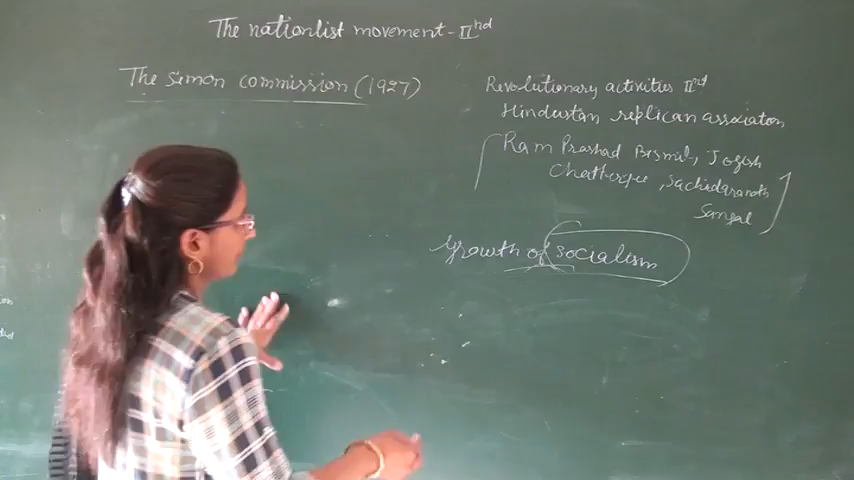 The nationlist movement - IInd
The simon commission (1927)
Revolutionary activities IInd
Hindustan replican association
Ram Prashad Bismil, Jogesh
Chatterjee, Sachidaranath
Sanyal
Growth of socialism